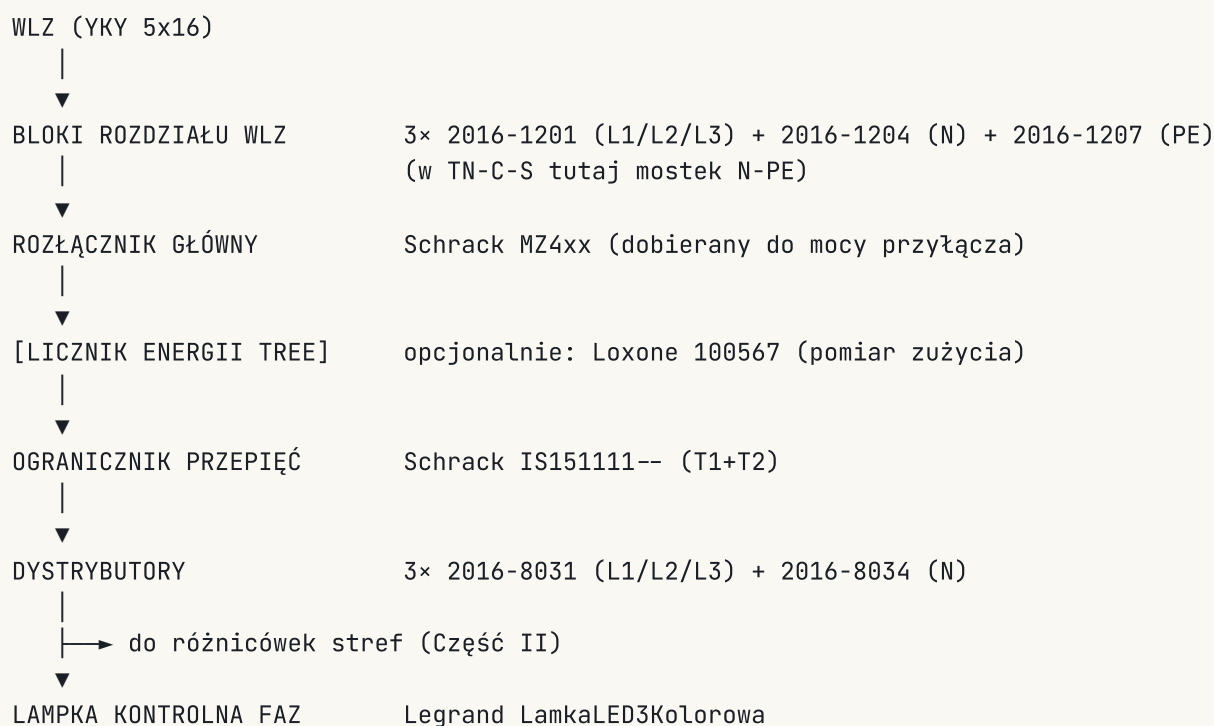 WLZ (YKY 5x16)
BLOKI ROZDZIAŁU WLZ 3× 2016-1201 (L1/L2/L3) + 2016-1204 (N) + 2016-1207 (PE)
(w TN-C-S tutaj mostek N-PE)
ROZŁĄCZNIK GŁÓWNY Schrack MZ4xx (dobierany do mocy przyłącza)
[LICZNIK ENERGII TREE] opcjonalnie: Loxone 100567 (pomiar zużycia)
OGRANICZNIK PRZEPIĘĆ Schrack IS151111-- (T1+T2)
DYSTRYBUTORY 3× 2016-8031 (L1/L2/L3) + 2016-8034 (N)
do różnicówek stref (Część II)
LAMPKA KONTROLNA FAZ Legrand LamkaLED3Kolorowa